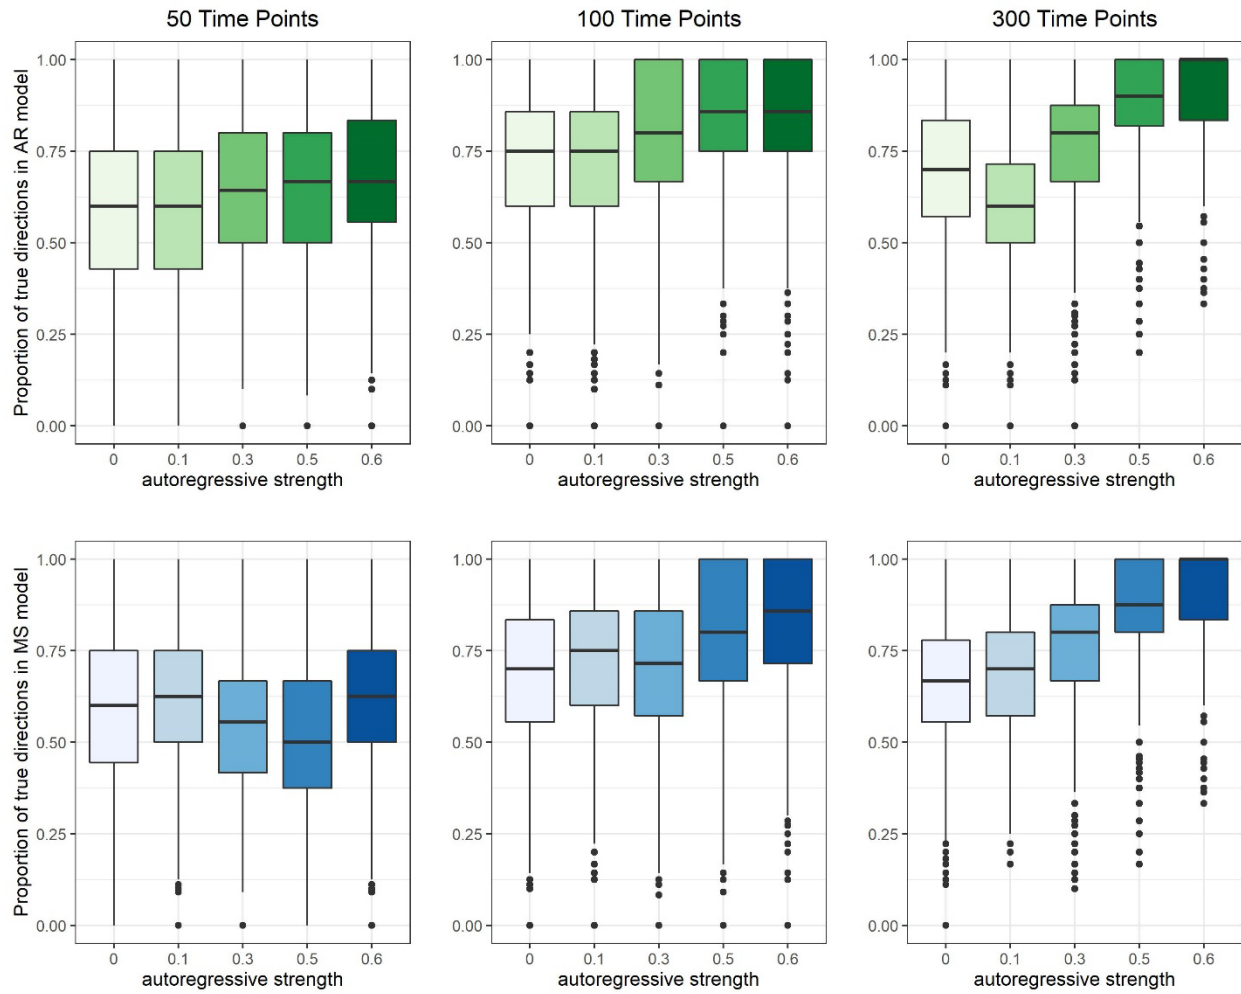 50 Time Points
100 Time Points
300 Time Points
Proportion of true directions in AR model
1.00
0.75
0.50
0.25
0.00
0 0.1 0.3 0.5 0.6
autoregressive strength
1.00
0.75
0.50
0.25
0.00
0 0.1 0.3 0.5 0.6
autoregressive strength
1.00
0.75
0.50
0.25
0.00
0 0.1 0.3 0.5 0.6
autoregressive strength
Proportion of true directions in MS model
1.00
0.75
0.50
0.25
0.00
0 0.1 0.3 0.5 0.6
autoregressive strength
1.00
0.75
0.50
0.25
0.00
0 0.1 0.3 0.5 0.6
autoregressive strength
1.00
0.75
0.50
0.25
0.00
0 0.1 0.3 0.5 0.6
autoregressive strength